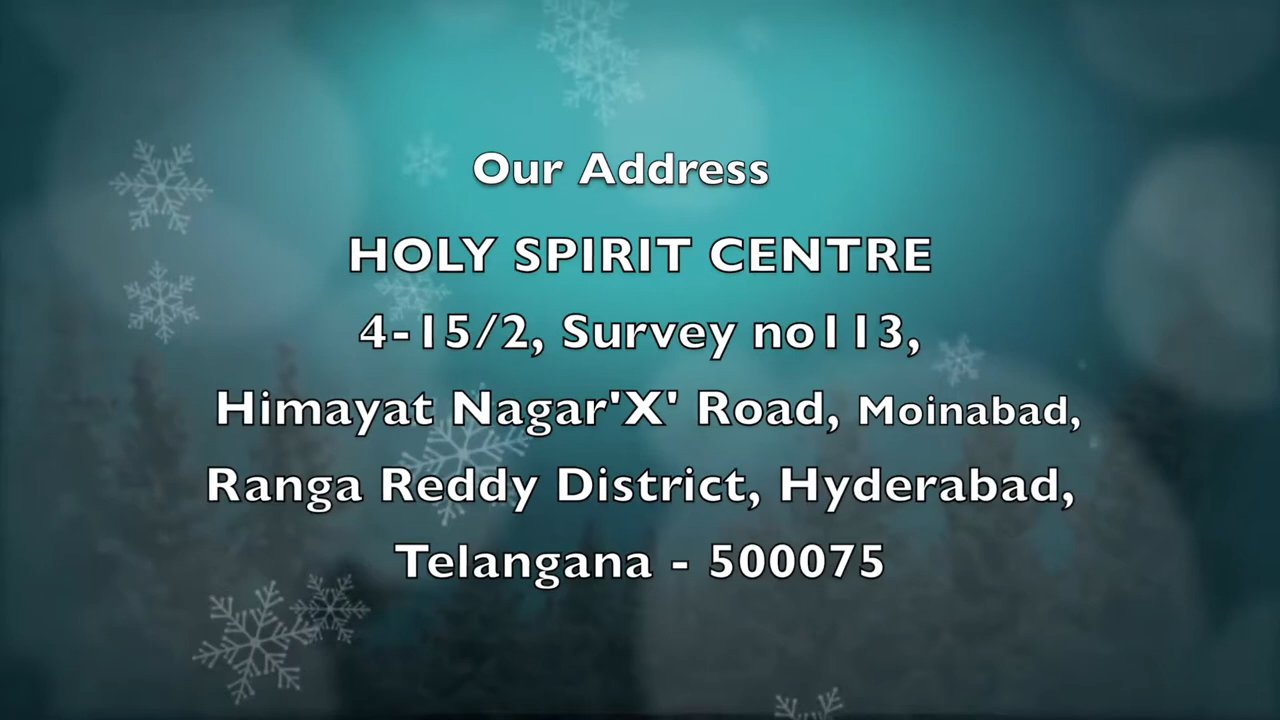 Our Address
HOLY SPIRIT CENTRE
4-15/2, Survey no113,
Himayat Nagar'X' Road, Moinabad,
Ranga Reddy District, Hyderabad,
Telangana - 500075